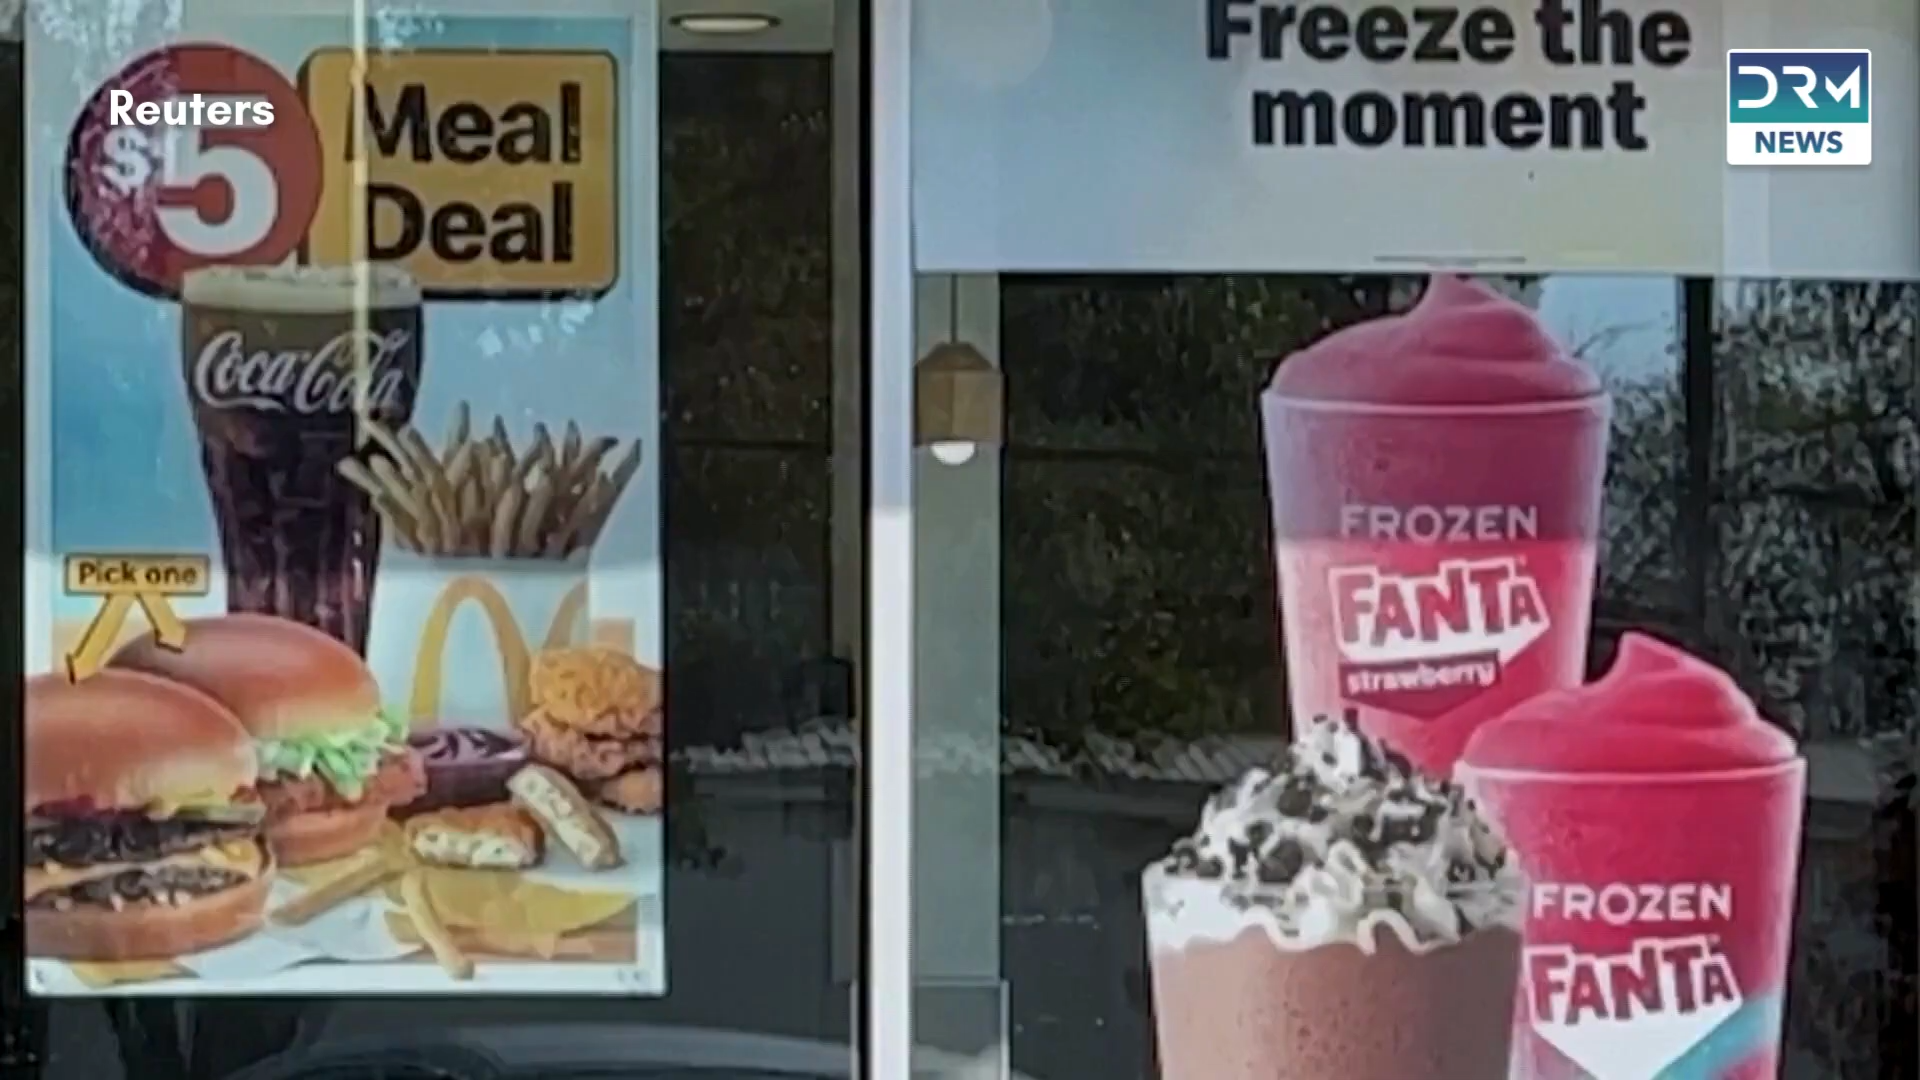 Reuters
$5
Meal
Deal
Coca-Cola
Pick one
Freeze the
moment
DRM
NEWS
FROZEN
FANTA
strawberry
FROZEN
FANTA